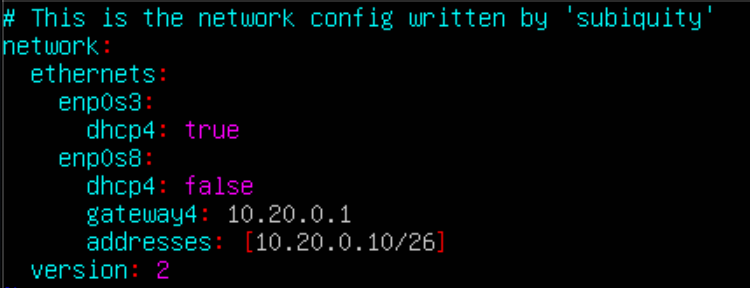 # This is the network config written by 'subiquity'
network:
  ethernets:
    enp0s3:
      dhcp4: true
    enp0s8:
      dhcp4: false
      gateway4: 10.20.0.1
      addresses: [10.20.0.10/26]
  version: 2